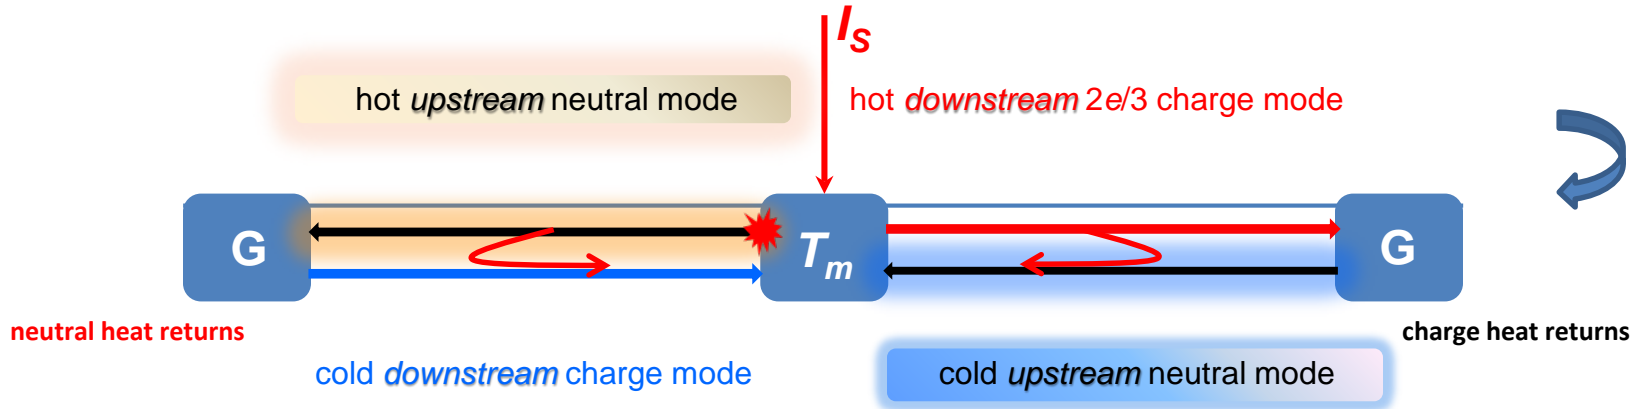 I_S
hot upstream neutral mode
hot downstream 2e/3 charge mode
G
T_m
G
neutral heat returns
charge heat returns
cold downstream charge mode
cold upstream neutral mode